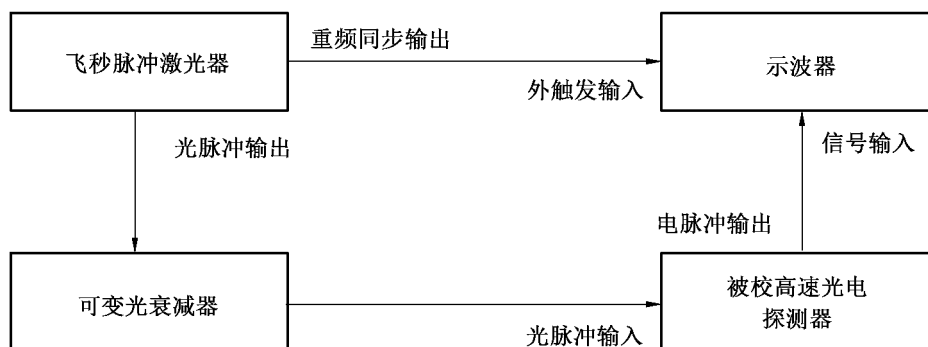 飞秒脉冲激光器
重频同步输出
外触发输入
示波器
光脉冲输出
信号输入
电脉冲输出
可变光衰减器
光脉冲输入
被校高速光电
探测器